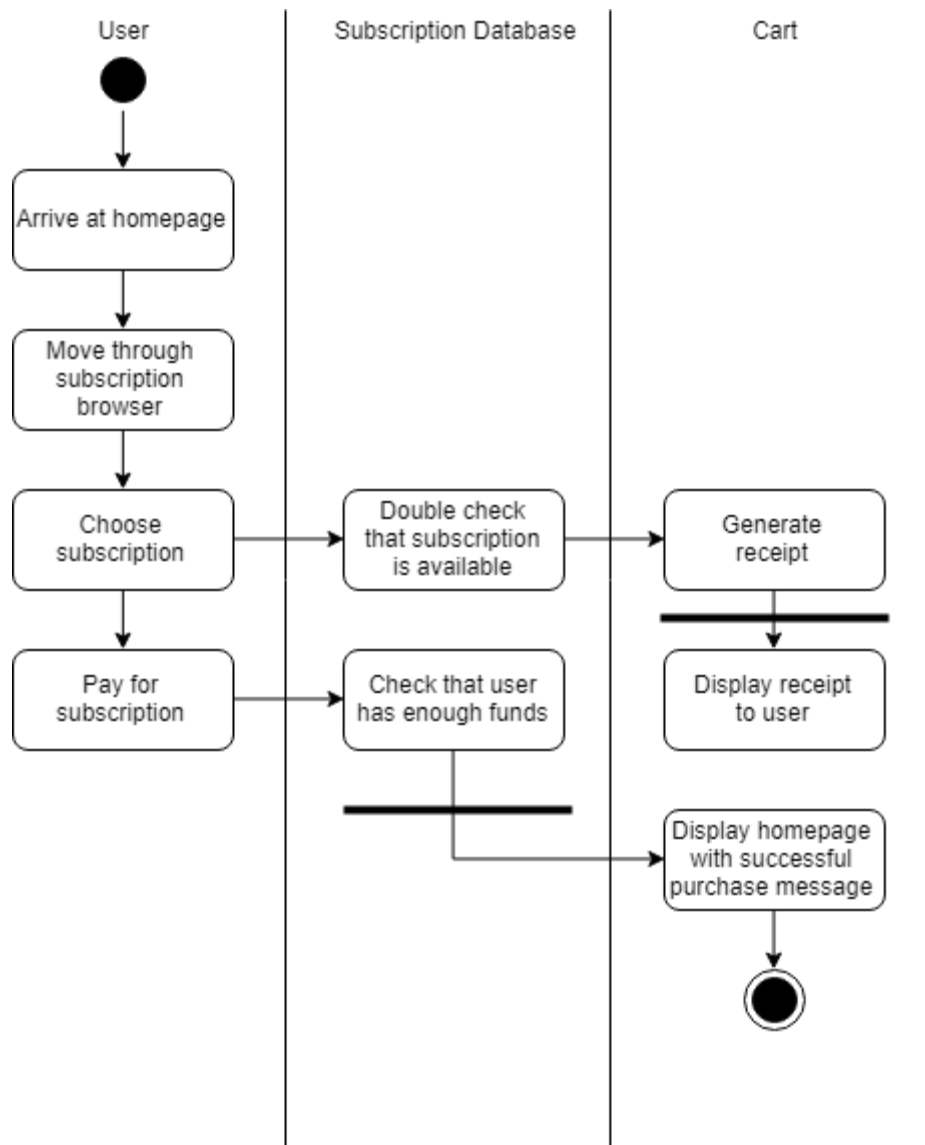 User
Subscription Database
Cart
Arrive at homepage
Move through
subscription
browser
Choose
subscription
Double check
that subscription
is available
Generate
receipt
Pay for
subscription
Check that user
has enough funds
Display receipt
to user
Display homepage
with successful
purchase message